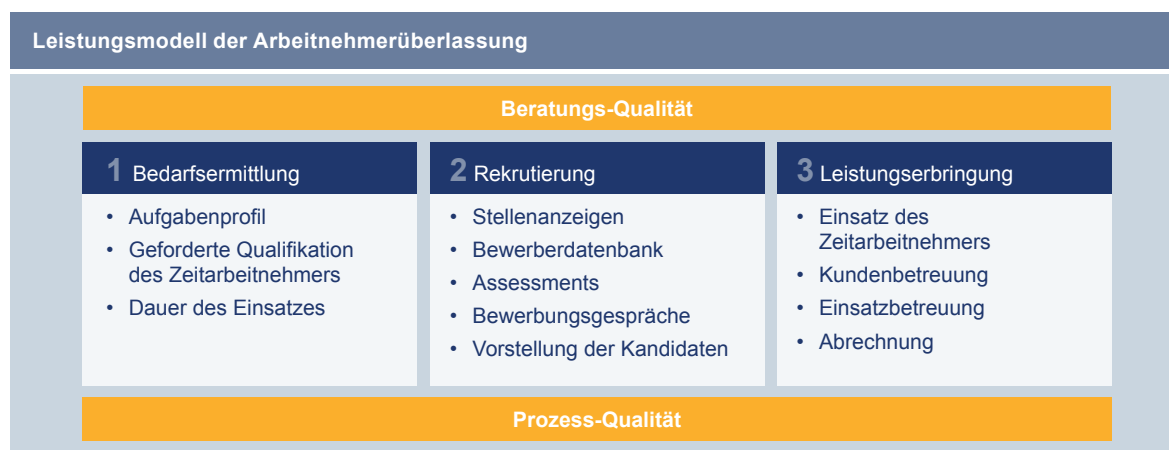 Leistungsmodell der Arbeitnehmerüberlassung
Beratungs-Qualität
1 Bedarfsermittlung
• Aufgabenprofil
• Geforderte Qualifikation
des Zeitarbeitnehmers
• Dauer des Einsatzes
2 Rekrutierung
• Stellenanzeigen
• Bewerberdatenbank
• Assessments
• Bewerbungsgespräche
• Vorstellung der Kandidaten
3 Leistungserbringung
• Einsatz des
Zeitarbeitnehmers
• Kundenbetreuung
• Einsatzbetreuung
• Abrechnung
Prozess-Qualität